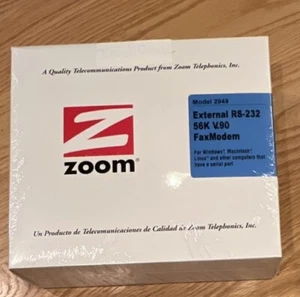 A Quality Telecommunications Product from Zoom Telephonics, Inc.
Model 2949
External RS-232
56K V.90
FaxModem
For Windows, Macintosh,
Linux and other computers that
have a serial port
Z
zoom®
Un Producto de Telecomunicaciones de Calidad de Zoom Telephonics, Inc.